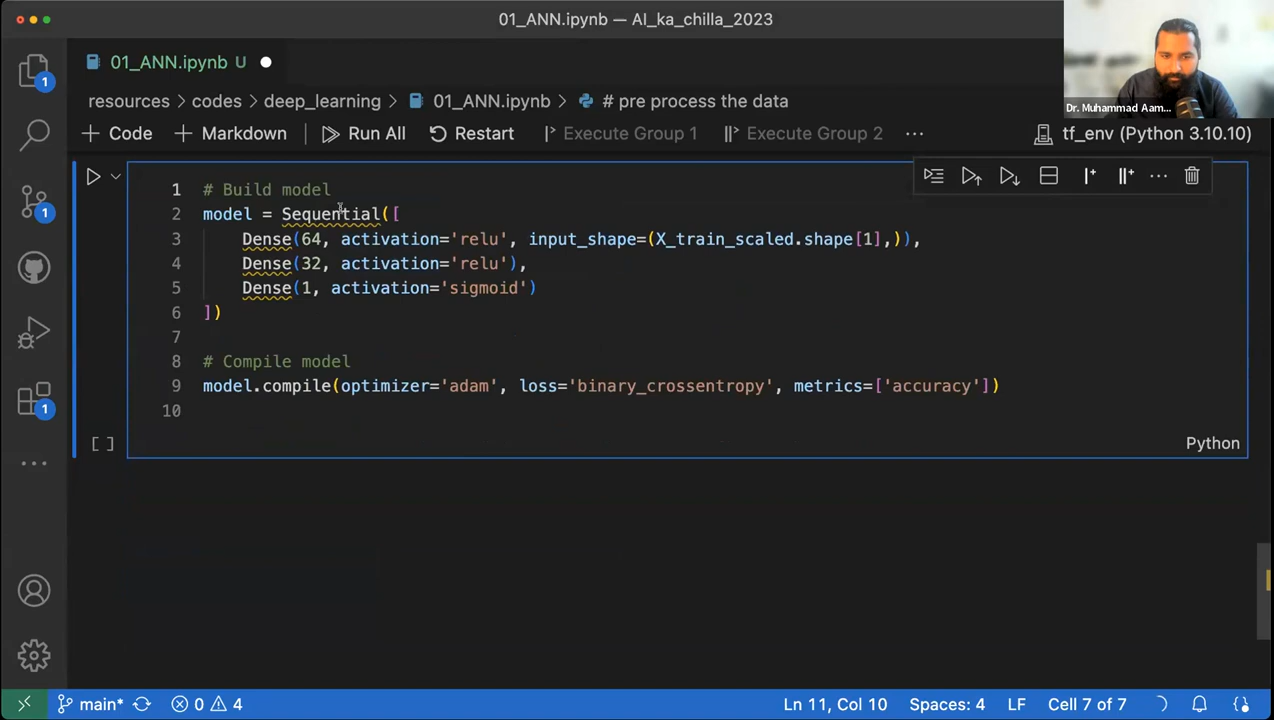 01_ANN.ipynb — AI_ka_chilla_2023
Dr. Muhammad Aam...
01_ANN.ipynb U
resources > codes > deep_learning > 01_ANN.ipynb > # pre process the data
+ Code + Markdown Run All Restart Execute Group 1 Execute Group 2 ... tf_env (Python 3.10.10)
1 # Build model
2 model = Sequential([
3 Dense(64, activation='relu', input_shape=(X_train_scaled.shape[1],)),
4 Dense(32, activation='relu'),
5 Dense(1, activation='sigmoid')
6 ])
7
8 # Compile model
9 model.compile(optimizer='adam', loss='binary_crossentropy', metrics=['accuracy'])
10
[ ] Python
1
1
1
main* 0 4 Ln 11, Col 10 Spaces: 4 LF Cell 7 of 7